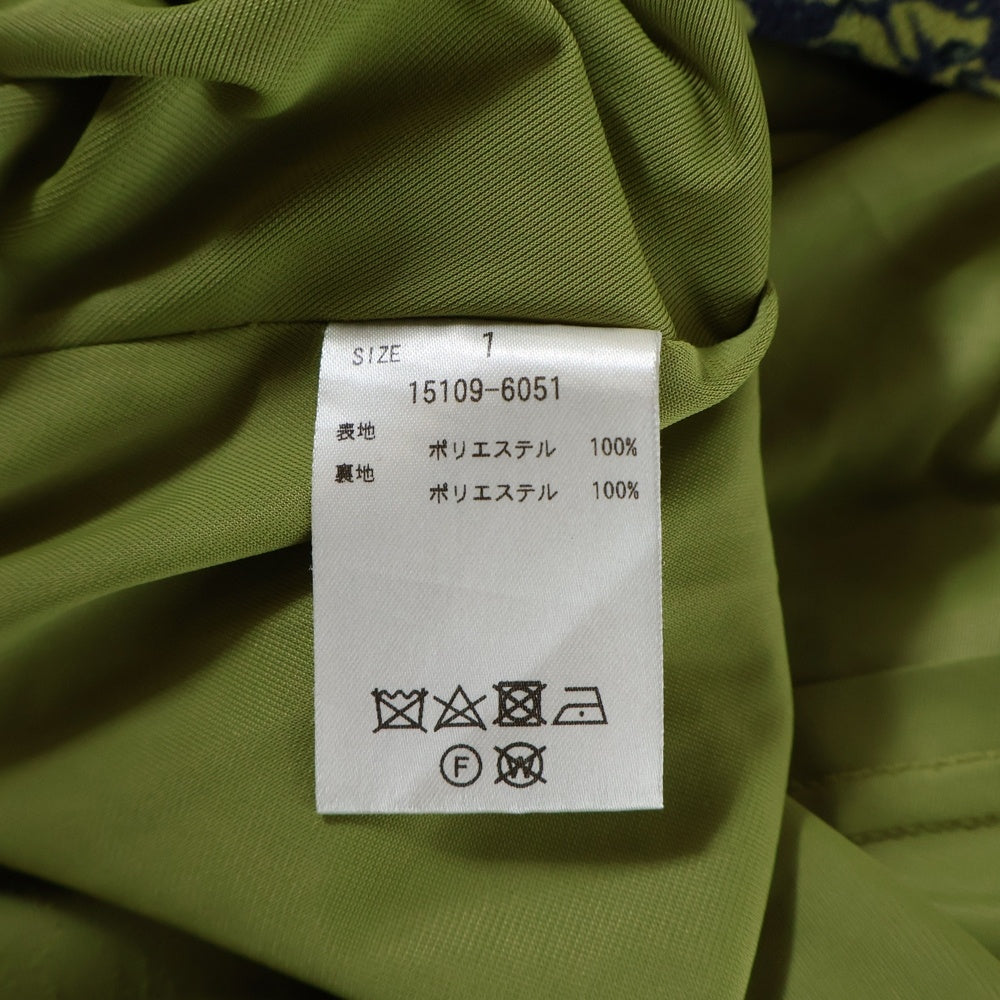 SIZE 1
15109-6051
表地 ポリエステル 100%
裏地 ポリエステル 100%
F W